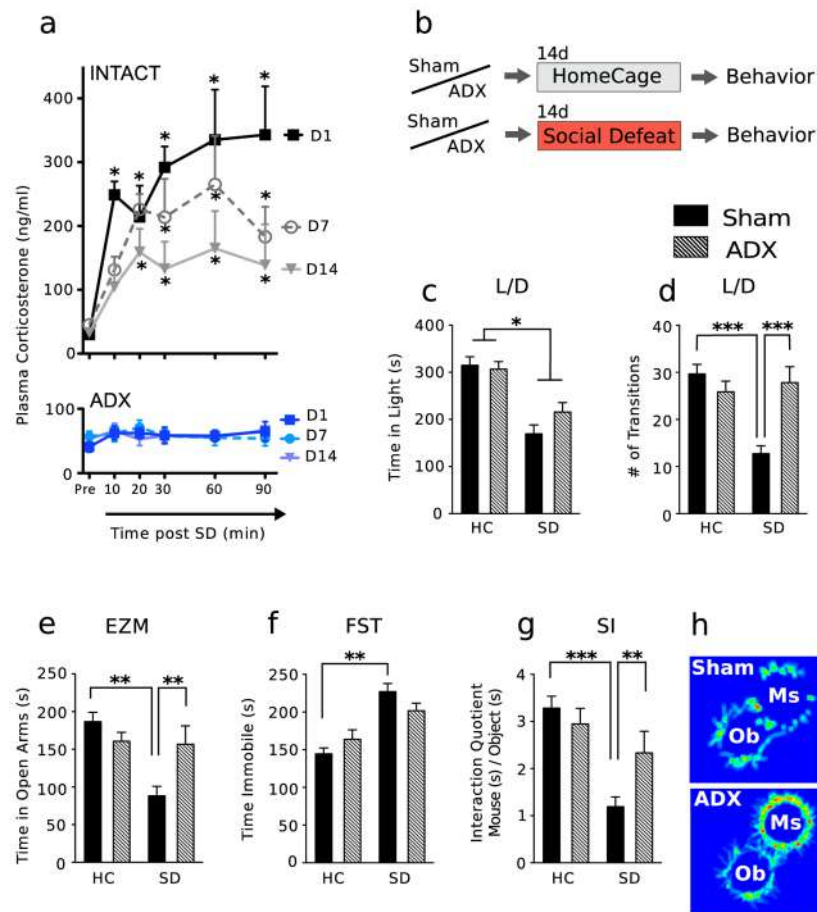 a
INTACT
400
300
200
100
0
Plasma Corticosterone (ng/ml)
* * * * *
* * *
* * * *
D1
D7
D14
ADX
100
0
D1
D7
D14
Pre 10 20 30 60 90
Time post SD (min)
b
Sham
ADX
14d
HomeCage
Behavior
Sham
ADX
14d
Social Defeat
Behavior
Sham
ADX
c
L/D
*
400
300
200
100
0
Time in Light (s)
HC SD
d
L/D
*** ***
40
30
20
10
0
# of Transitions
HC SD
e
EZM
** **
250
200
150
100
50
0
Time in Open Arms (s)
HC SD
f
FST
**
250
200
150
100
50
0
Time Immobile (s)
HC SD
g
SI
*** **
4
3
2
1
0
Interaction Quotient
Mouse (s) / Object (s)
HC SD
h
Sham
Ms
Ob
ADX
Ms
Ob